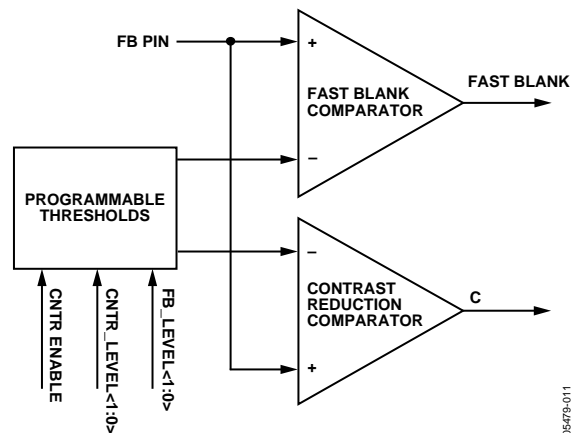 FB PIN
+
FAST BLANK
COMPARATOR
−
FAST BLANK
PROGRAMMABLE
THRESHOLDS
−
CONTRAST
REDUCTION
COMPARATOR
+
C
CNTR ENABLE
CNTR_LEVEL<1:0>
FB_LEVEL<1:0>
05479-011